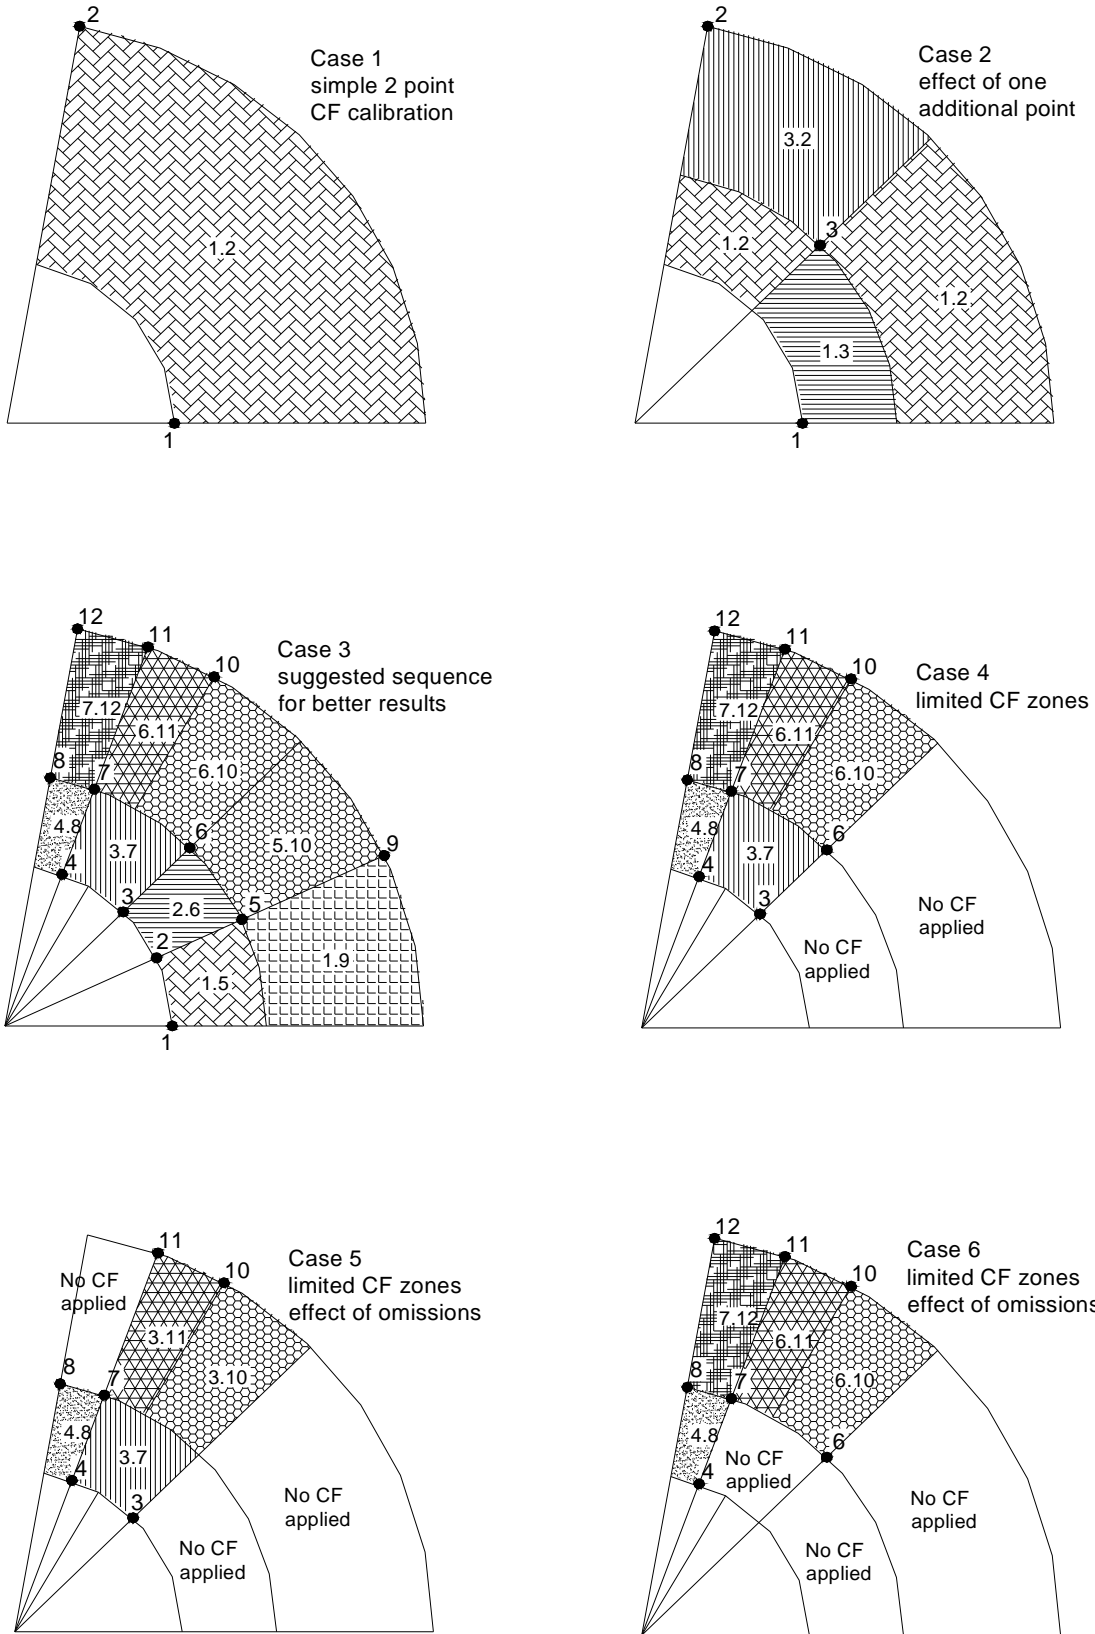 2
Case 1
simple 2 point
CF calibration
1.2
1
2
Case 2
effect of one
additional point
3.2
3
1.2
1.2
1.3
1
12
11
10
Case 3
suggested sequence
for better results
7.12
6.11
6.10
8
7
4.8
3.7
6
5.10
9
4
3
2.6
5
2
1.5
1.9
1
12
11
10
Case 4
limited CF zones
7.12
6.11
6.10
8
7
4.8
3.7
6
4
3
No CF
applied
No CF
applied
11
10
Case 5
limited CF zones
effect of omissions
No CF
applied
3.11
3.10
8
7
4.8
3.7
4
3
No CF
applied
No CF
applied
12
11
10
Case 6
limited CF zones
effect of omissions
7.12
6.11
6.10
8
7
4.8
6
4
No CF
applied
No CF
applied
No CF
applied